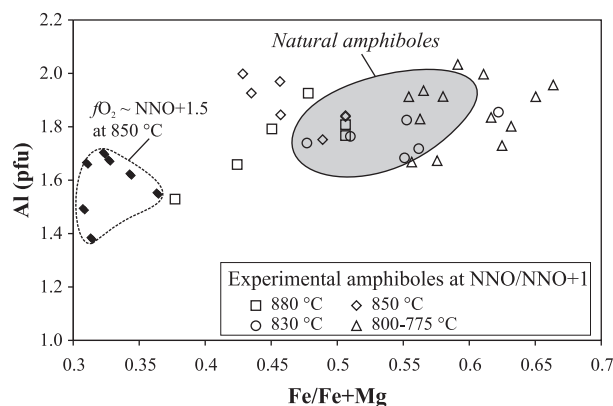 2.2
2.0
1.8
1.6
1.4
1.2
1.0
Al (pfu)
Natural amphiboles
fO2 ~ NNO+1.5
at 850 °C
Experimental amphiboles at NNO/NNO+1
880 °C
850 °C
830 °C
800-775 °C
0.3
0.35
0.4
0.45
0.5
0.55
0.6
0.65
0.7
Fe/Fe+Mg